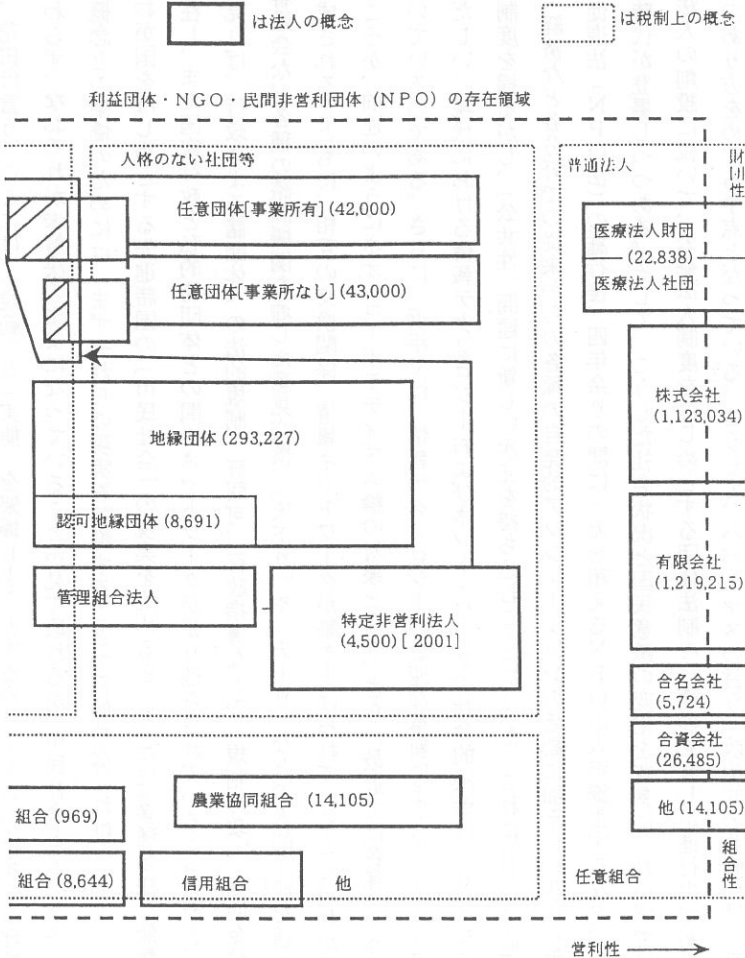 は法人の概念
は税制上の概念
利益団体・NGO・民間非営利団体（NPO）の存在領域
人格のない社団等
任意団体[事業所有](42,000)
任意団体[事業所なし](43,000)
地縁団体(293,227)
認可地縁団体(8,691)
管理組合法人
特定非営利法人
(4,500)[ 2001]
普通法人
医療法人財団
(22,838)
医療法人社団
株式会社
(1,123,034)
有限会社
(1,219,215)
合名会社
(5,724)
合資会社
(26,485)
他(14,105)
組合(969)
農業協同組合 (14,105)
組合(8,644)
信用組合
他
任意組合
組合性
営利性